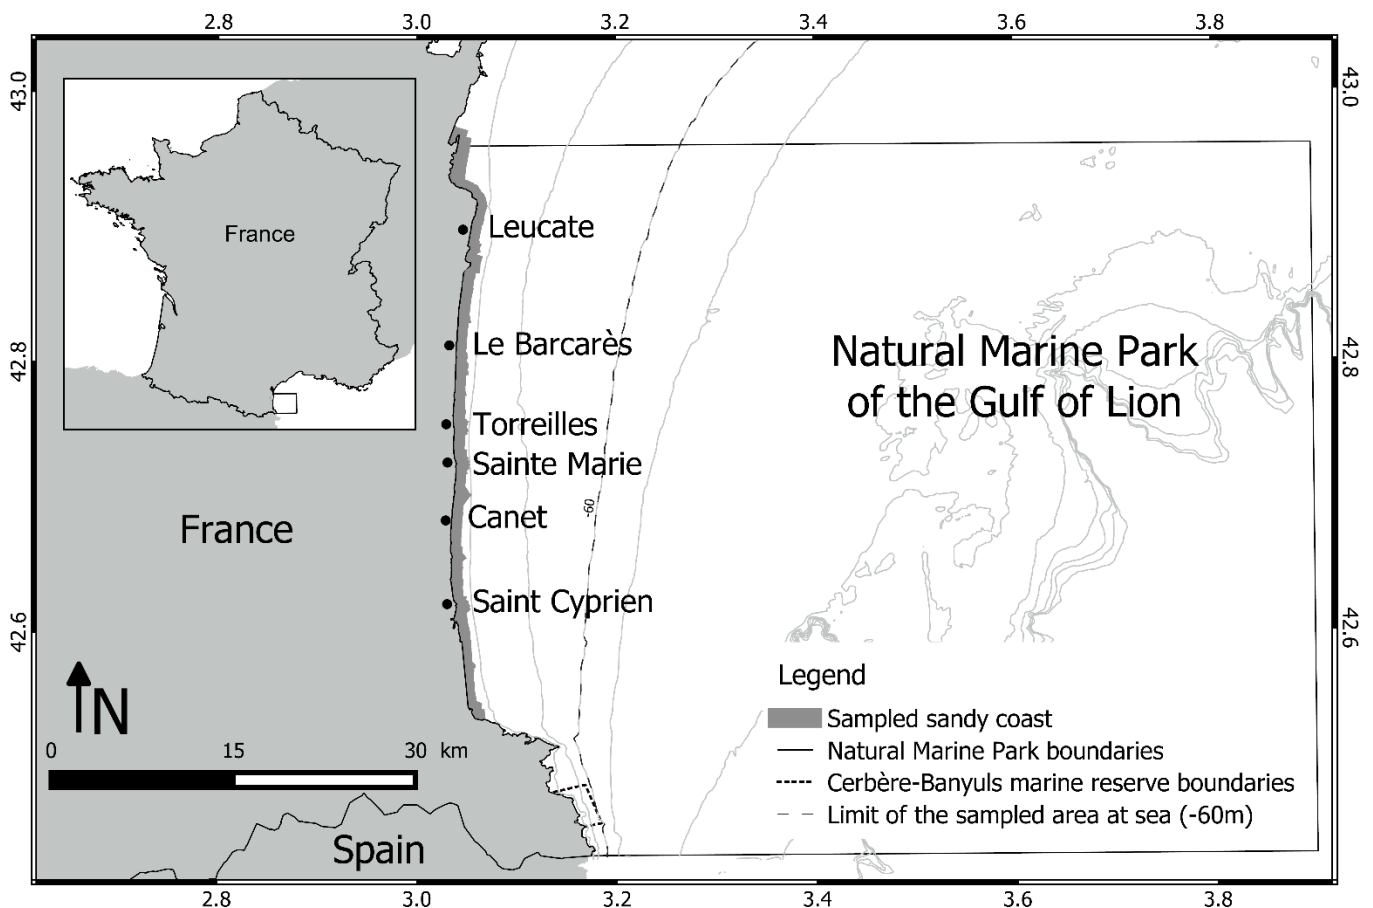 2.8 3.0 3.2 3.4 3.6 3.8
43.0 43.0
France
Leucate
Le Barcarès
Natural Marine Park
of the Gulf of Lion
42.8 42.8
Torreilles
Sainte Marie
-60
Canet
France
Saint Cyprien
42.6 42.6
Legend
N
Sampled sandy coast
0 15 30 km
Natural Marine Park boundaries
Cerbère-Banyuls marine reserve boundaries
Limit of the sampled area at sea (-60m)
Spain
2.8 3.0 3.2 3.4 3.6 3.8